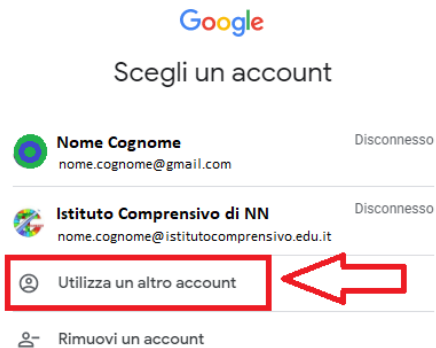 Google
Scegli un account
Nome Cognome
Disconnesso
nome.cognome@gmail.com
Istituto Comprensivo di NN
Disconnesso
nome.cognome@istitutocomprensivo.edu.it
Utilizza un altro account
Rimuovi un account